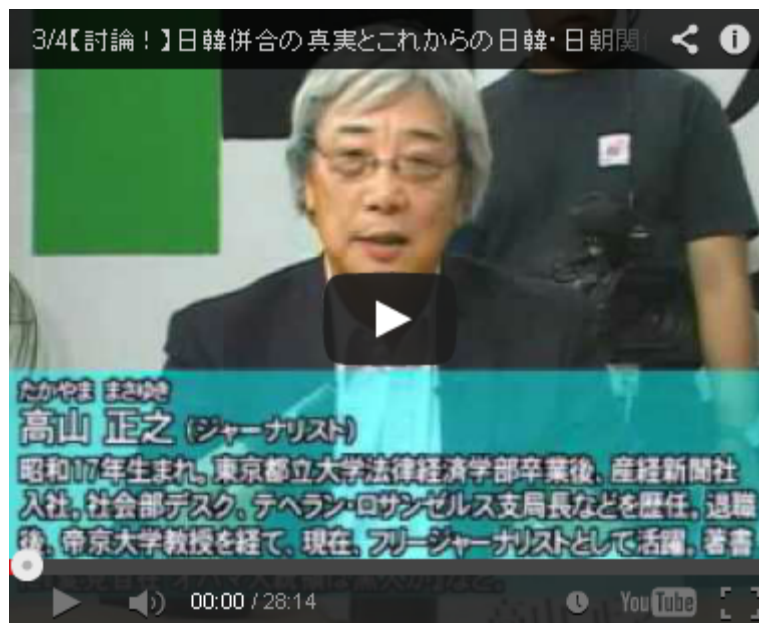 3/4【討論！】日韓併合の真実とこれからの日韓・日朝関
たかやま まさゆき
高山 正之 (ジャーナリスト)
昭和17年生まれ。東京都立大学法律経済学部卒業後、産経新聞社
入社。社会部デスク、テヘラン・ロサンゼルス支局長などを歴任。退職
後、帝京大学教授を経て、現在、フリージャーナリストとして活躍。著書
00:00 / 28:14
YouTube